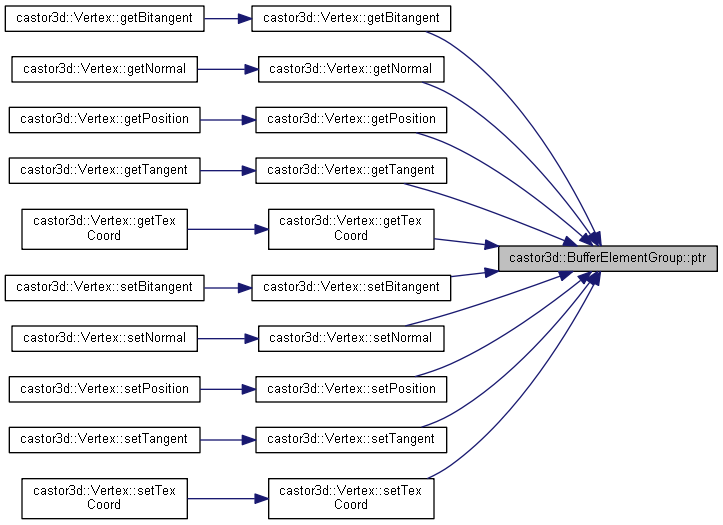 castor3d::Vertex::getBitangent castor3d::Vertex::getBitangent
castor3d::Vertex::getNormal castor3d::Vertex::getNormal
castor3d::Vertex::getPosition castor3d::Vertex::getPosition
castor3d::Vertex::getTangent castor3d::Vertex::getTangent
castor3d::Vertex::getTex
Coord
castor3d::Vertex::getTex
Coord
castor3d::BufferElementGroup::ptr
castor3d::Vertex::setBitangent castor3d::Vertex::setBitangent
castor3d::Vertex::setNormal castor3d::Vertex::setNormal
castor3d::Vertex::setPosition castor3d::Vertex::setPosition
castor3d::Vertex::setTangent castor3d::Vertex::setTangent
castor3d::Vertex::setTex
Coord
castor3d::Vertex::setTex
Coord